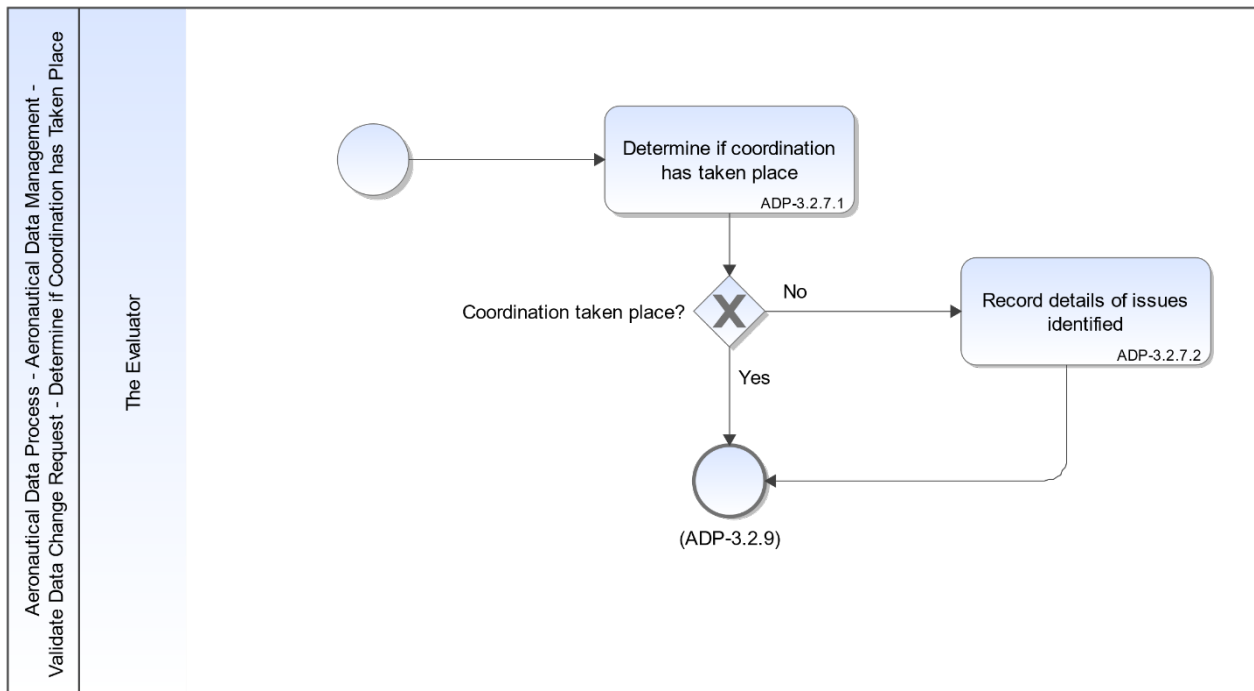 Aeronautical Data Process - Aeronautical Data Management -
Validate Data Change Request - Determine if Coordination has Taken Place
The Evaluator
Determine if coordination
has taken place
ADP-3.2.7.1
Coordination taken place?
No
Record details of issues
identified
ADP-3.2.7.2
Yes
(ADP-3.2.9)